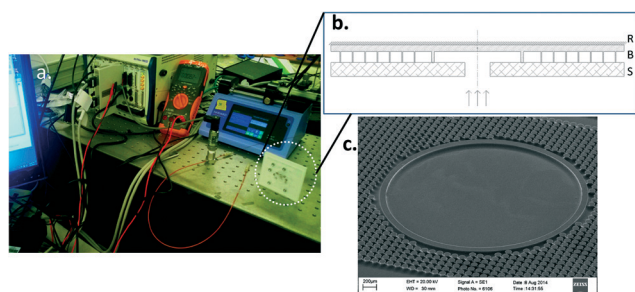 a.
b.
R
B
S
c.
200µm
EHT = 20.00 kV
Signal A = SE1
Date :8 Aug 2014
WD = 30 mm
Photo No. = 6106
Time :14:31:55
ZEISS